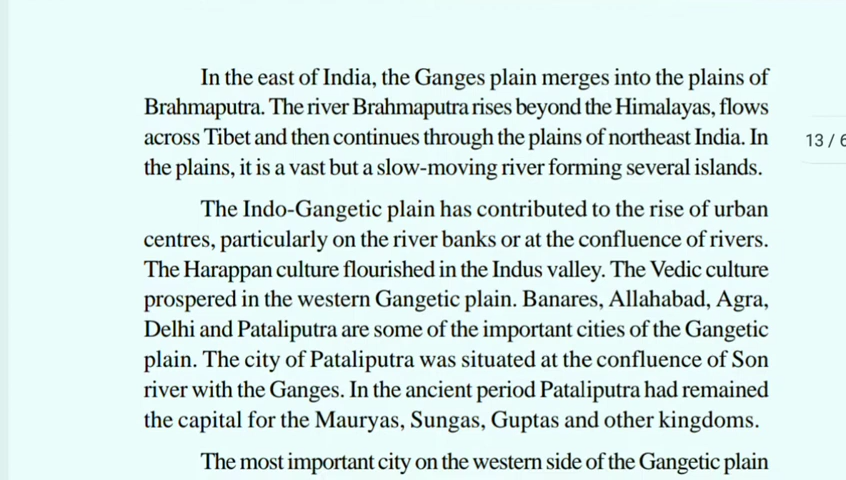 In the east of India, the Ganges plain merges into the plains of
Brahmaputra. The river Brahmaputra rises beyond the Himalayas, flows
across Tibet and then continues through the plains of northeast India. In
the plains, it is a vast but a slow-moving river forming several islands.
13 / 6
The Indo-Gangetic plain has contributed to the rise of urban
centres, particularly on the river banks or at the confluence of rivers.
The Harappan culture flourished in the Indus valley. The Vedic culture
prospered in the western Gangetic plain. Banares, Allahabad, Agra,
Delhi and Pataliputra are some of the important cities of the Gangetic
plain. The city of Pataliputra was situated at the confluence of Son
river with the Ganges. In the ancient period Pataliputra had remained
the capital for the Mauryas, Sungas, Guptas and other kingdoms.
The most important city on the western side of the Gangetic plain